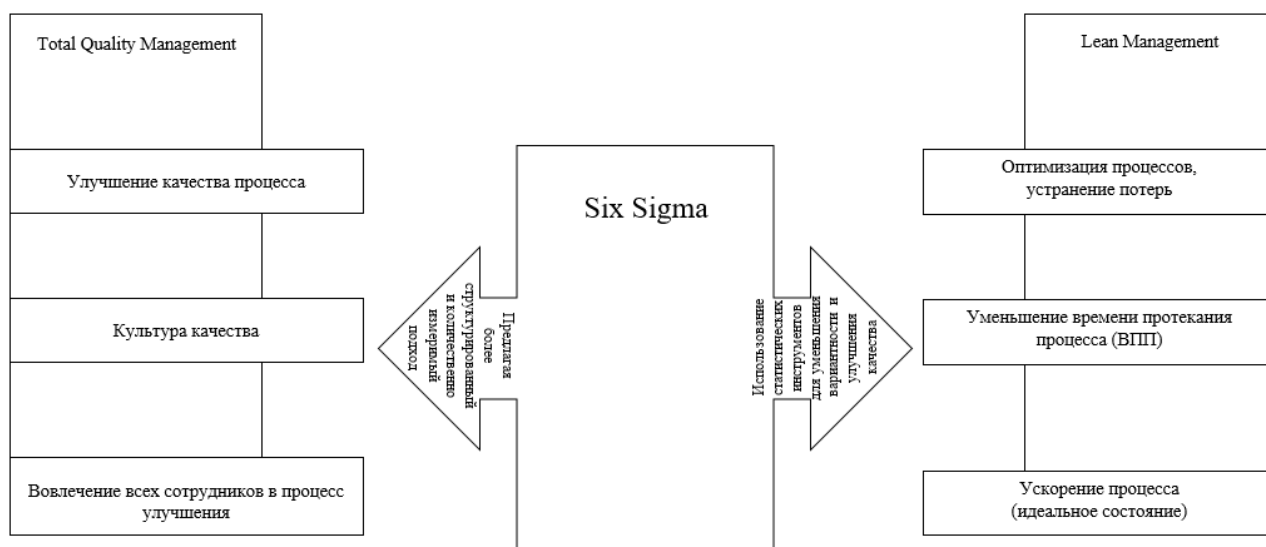 Total Quality Management
Улучшение качества процесса
Культура качества
Вовлечение всех сотрудников в процесс
улучшения
Six Sigma
Предлагая
более
структурированный
и количественно
измеримый
подход
Использование
статистических
инструментов
для уменьшения
вариантности и
улучшения
качества
Lean Management
Оптимизация процессов,
устранение потерь
Уменьшение времени протекания
процесса (ВПП)
Ускорение процесса
(идеальное состояние)